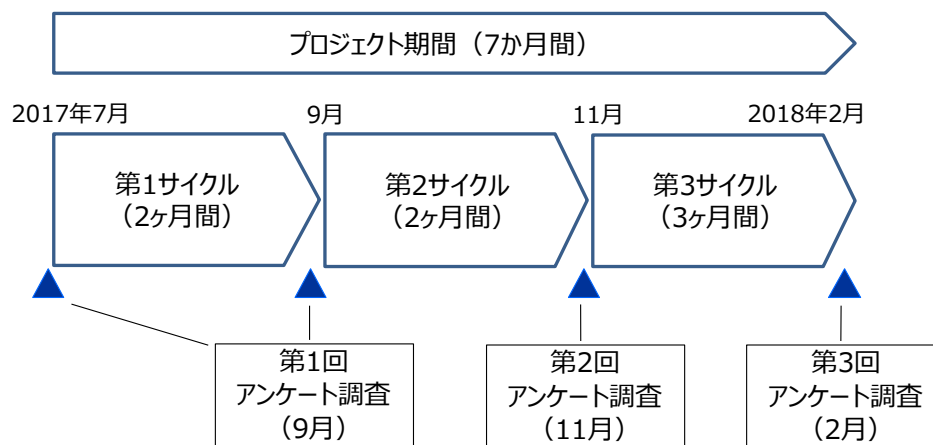 プロジェクト期間（7か月間）
2017年7月
9月
11月
2018年2月
第1サイクル
（2ヶ月間）
第2サイクル
（2ヶ月間）
第3サイクル
（3ヶ月間）
第1回
アンケート調査
（9月）
第2回
アンケート調査
（11月）
第3回
アンケート調査
（2月）